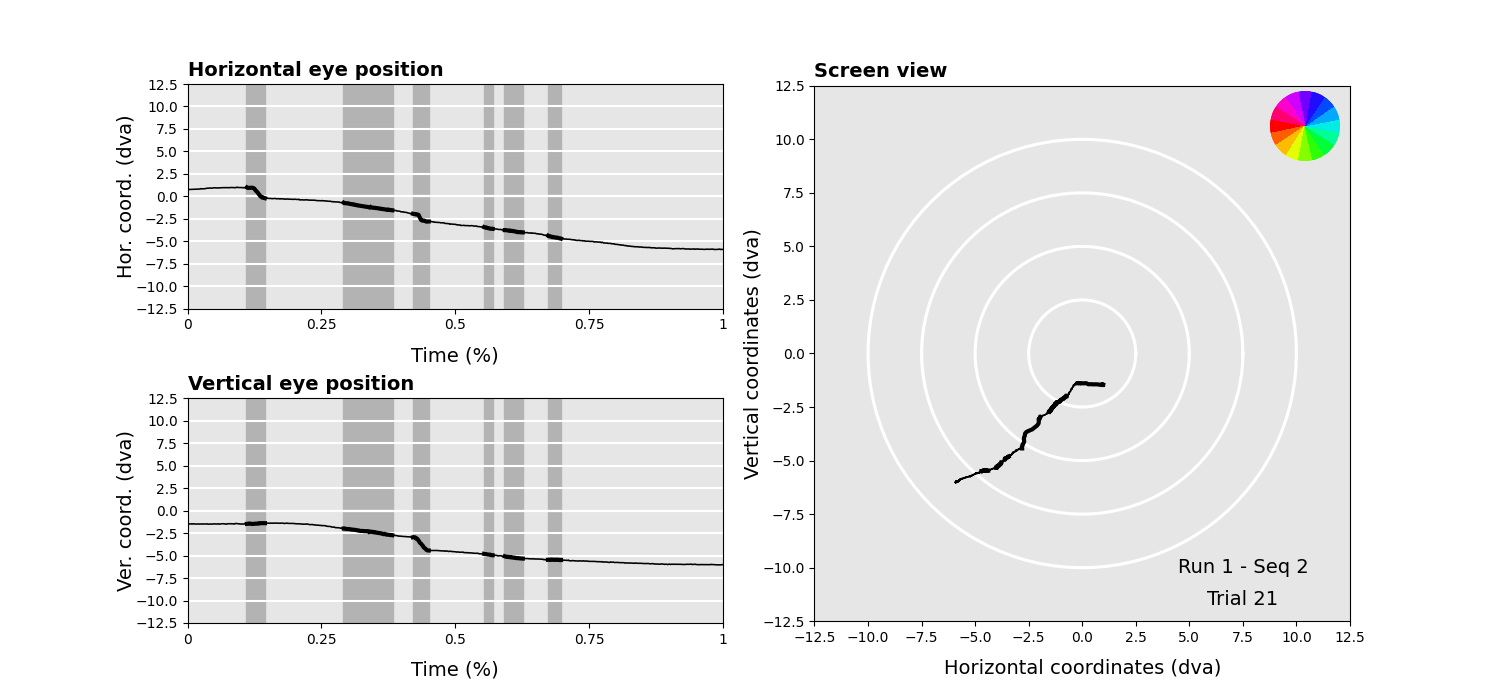 Horizontal eye position
Hor. coord. (dva)
12.5
10.0
7.5
5.0
2.5
0.0
−2.5
−5.0
−7.5
−10.0
−12.5
0 0.25 0.5 0.75 1
Time (%)
Vertical eye position
Ver. coord. (dva)
12.5
10.0
7.5
5.0
2.5
0.0
−2.5
−5.0
−7.5
−10.0
−12.5
0 0.25 0.5 0.75 1
Time (%)
Screen view
Vertical coordinates (dva)
12.5
10.0
7.5
5.0
2.5
0.0
−2.5
−5.0
−7.5
−10.0
−12.5
Run 1 - Seq 2
Trial 21
−12.5 −10.0 −7.5 −5.0 −2.5 0.0 2.5 5.0 7.5 10.0 12.5
Horizontal coordinates (dva)